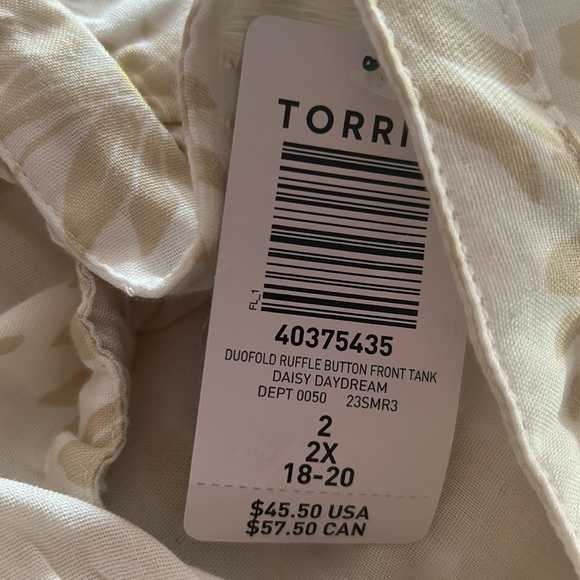 TORRI
FL_1
40375435
DUOFOLD RUFFLE BUTTON FRONT TANK
DAISY DAYDREAM
DEPT 0050 23SMR3
2
2X
18-20
$45.50 USA
$57.50 CAN